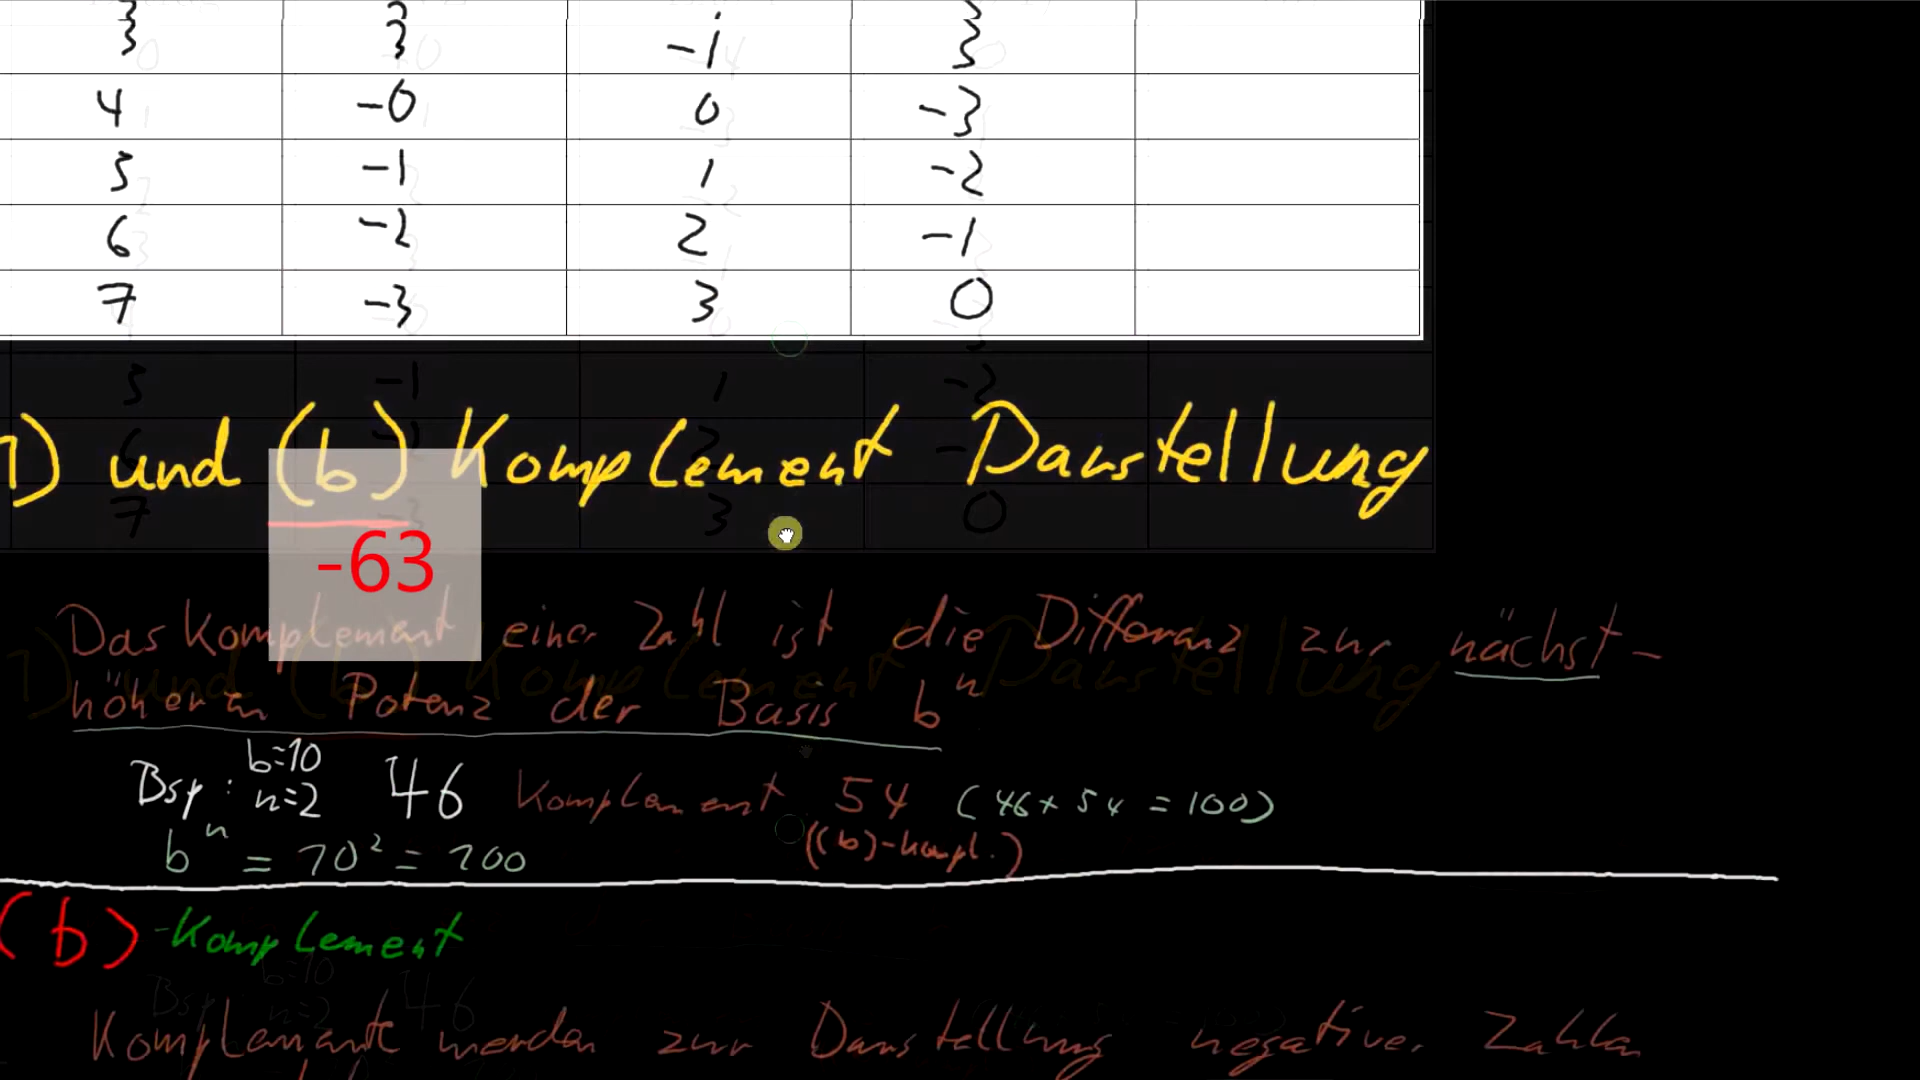 3 3 -1 3
4 -0 0 -3
5 -1 1 -2
6 -2 2 -1
7 -3 3 0
1) und (b) Komplement Darstellung
-63
Das Komplement einer Zahl ist die Differenz zur nächst-
höheren Potenz der Basis b^n
Bsp: b=10 n=2 46 Komplement 54 (46+54=100)
b^n = 10² = 100 ((b)-kompl.)
(b)-Komplement
Komplemente werden zur Darstellung negativer Zahlen